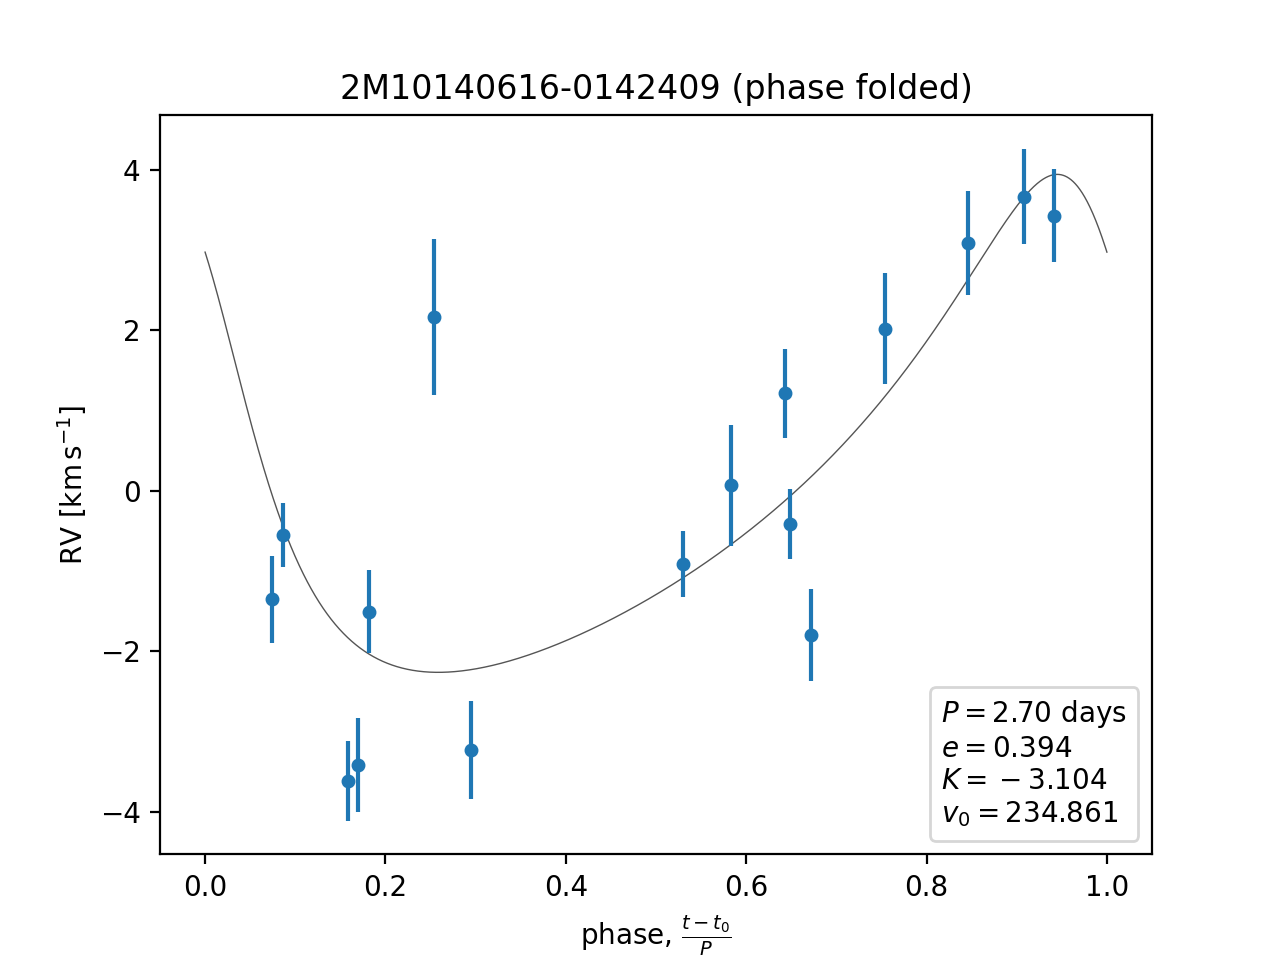 2M10140616-0142409 (phase folded)
RV [km s⁻¹]
4
2
0
−2
−4
P = 2.70 days
e = 0.394
K = −3.104
v₀ = 234.861
0.0 0.2 0.4 0.6 0.8 1.0
phase, (t − t₀)/P